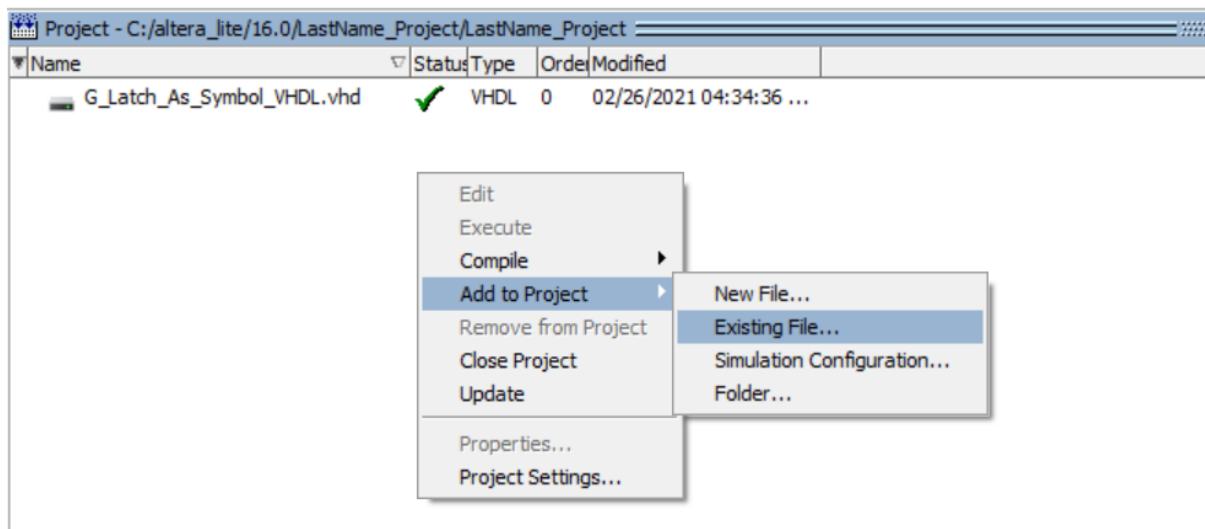 Project - C:/altera_lite/16.0/LastName_Project/LastName_Project
Name Status Type Order Modified
G_Latch_As_Symbol_VHDL.vhd VHDL 0 02/26/2021 04:34:36 ...
Edit
Execute
Compile
Add to Project
New File...
Remove from Project
Existing File...
Close Project
Simulation Configuration...
Update
Folder...
Properties...
Project Settings...